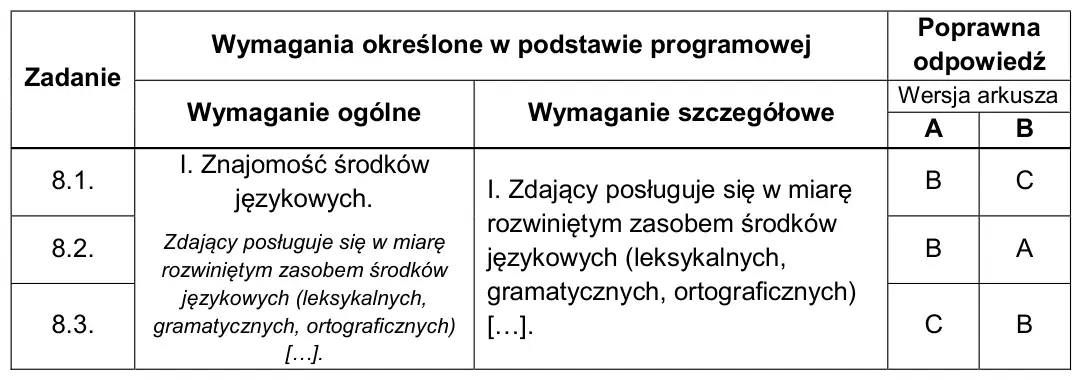 Zadanie
Wymagania określone w podstawie programowej
Poprawna
odpowiedź
Wymaganie ogólne
Wymaganie szczegółowe
Wersja arkusza
A B
8.1.
I. Znajomość środków
językowych.
Zdający posługuje się w miarę
rozwiniętym zasobem środków
językowych (leksykalnych,
gramatycznych, ortograficznych)
[…].
I. Zdający posługuje się w miarę
rozwiniętym zasobem środków
językowych (leksykalnych,
gramatycznych, ortograficznych)
[…].
B C
8.2.
B A
8.3.
C B